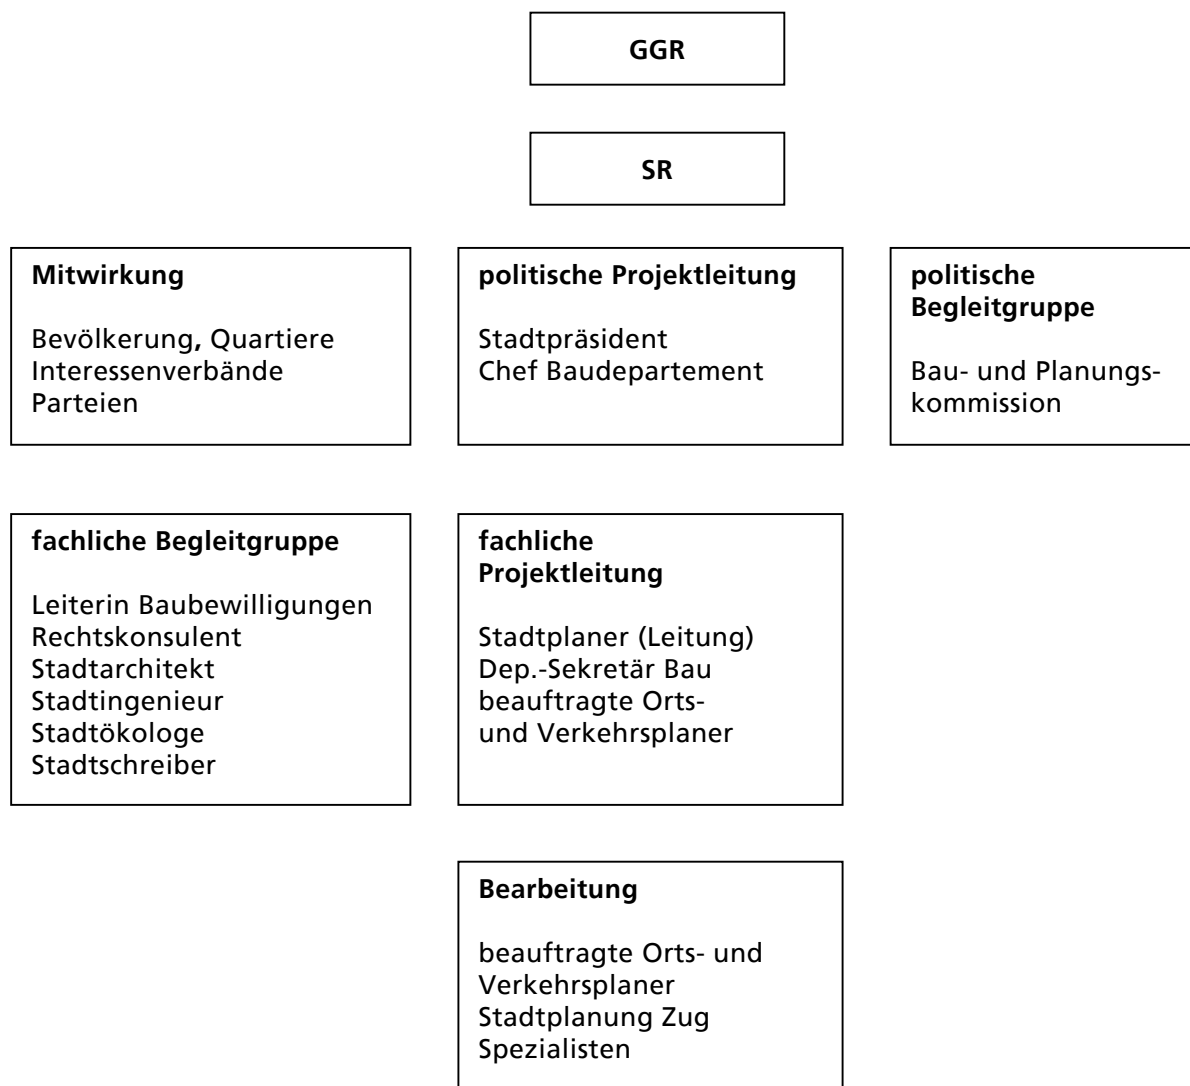 GGR
SR
Mitwirkung
Bevölkerung, Quartiere
Interessenverbände
Parteien
politische Projektleitung
Stadtpräsident
Chef Baudepartement
politische
Begleitgruppe
Bau- und Planungs-
kommission
fachliche Begleitgruppe
Leiterin Baubewilligungen
Rechtskonsulent
Stadtarchitekt
Stadtingenieur
Stadtökologe
Stadtschreiber
fachliche
Projektleitung
Stadtplaner (Leitung)
Dep.-Sekretär Bau
beauftragte Orts-
und Verkehrsplaner
Bearbeitung
beauftragte Orts- und
Verkehrsplaner
Stadtplanung Zug
Spezialisten